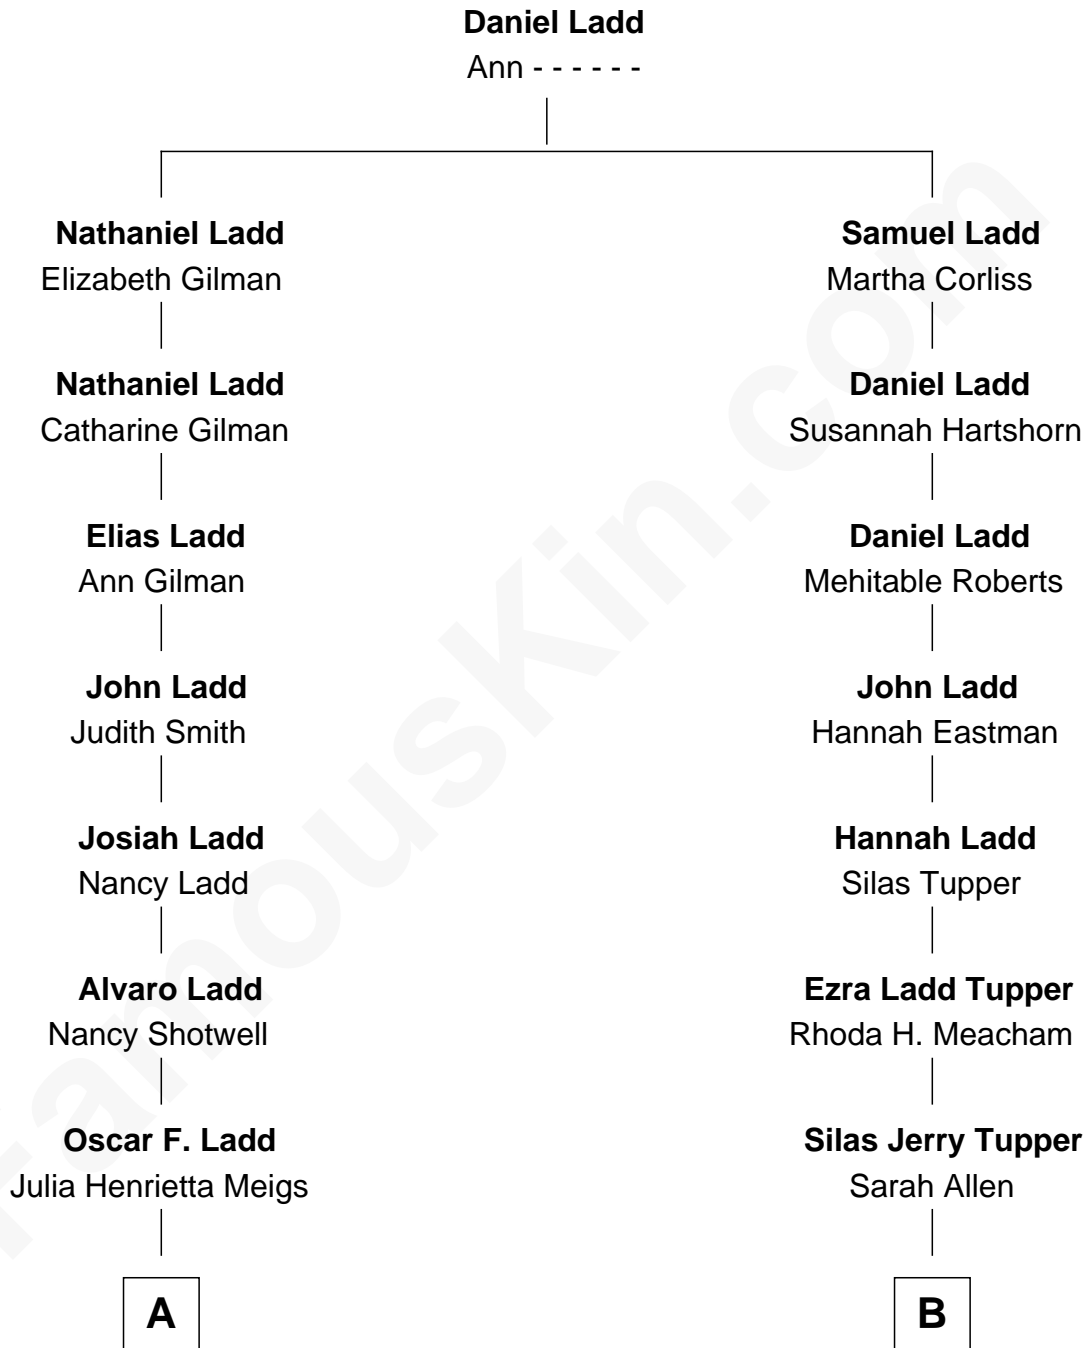 Daniel Ladd
Ann - - - - - -
Nathaniel Ladd
Elizabeth Gilman
Samuel Ladd
Martha Corliss
Nathaniel Ladd
Catharine Gilman
Daniel Ladd
Susannah Hartshorn
Elias Ladd
Ann Gilman
Daniel Ladd
Mehitable Roberts
John Ladd
Judith Smith
John Ladd
Hannah Eastman
Josiah Ladd
Nancy Ladd
Hannah Ladd
Silas Tupper
Alvaro Ladd
Nancy Shotwell
Ezra Ladd Tupper
Rhoda H. Meacham
Oscar F. Ladd
Julia Henrietta Meigs
Silas Jerry Tupper
Sarah Allen
A
B
FamousKin.com